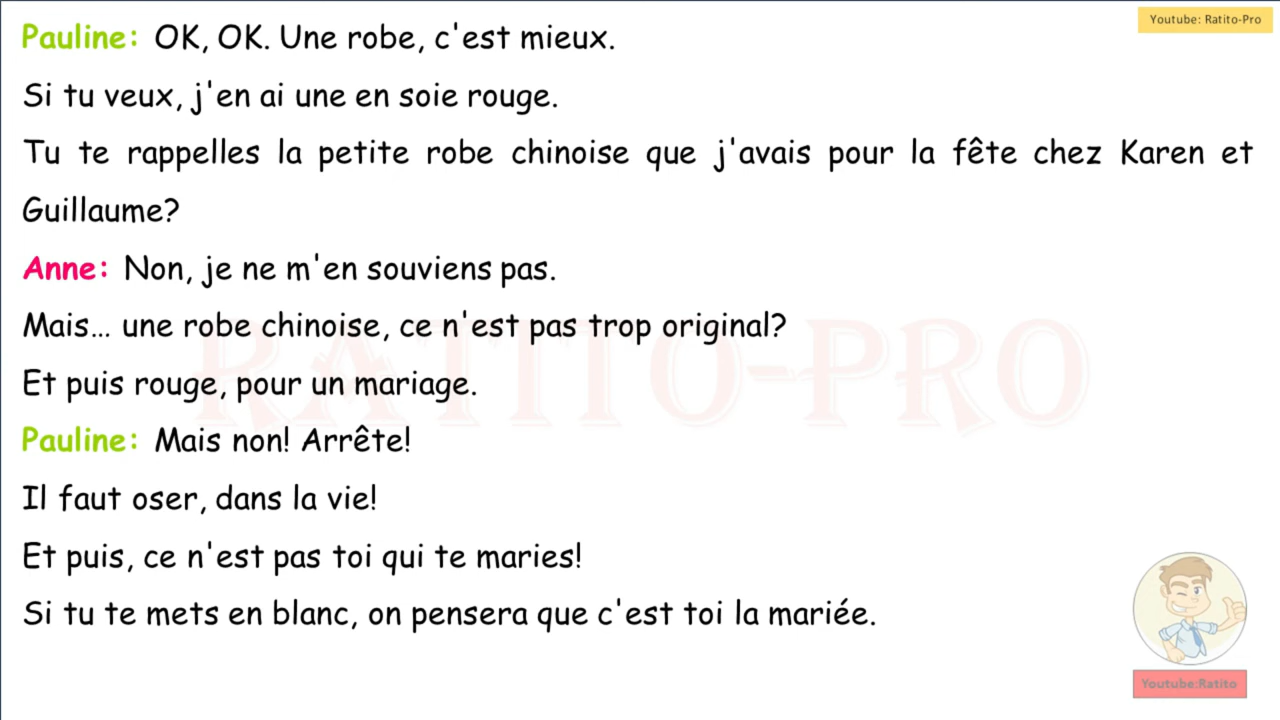 Youtube: Ratito-Pro
Pauline: OK, OK. Une robe, c'est mieux.
Si tu veux, j'en ai une en soie rouge.
Tu te rappelles la petite robe chinoise que j'avais pour la fête chez Karen et
Guillaume?
Anne: Non, je ne m'en souviens pas.
Mais... une robe chinoise, ce n'est pas trop original?
Et puis rouge, pour un mariage.
RATITO-PRO
Pauline: Mais non! Arrête!
Il faut oser, dans la vie!
Et puis, ce n'est pas toi qui te maries!
Si tu te mets en blanc, on pensera que c'est toi la mariée.
Youtube:Ratito